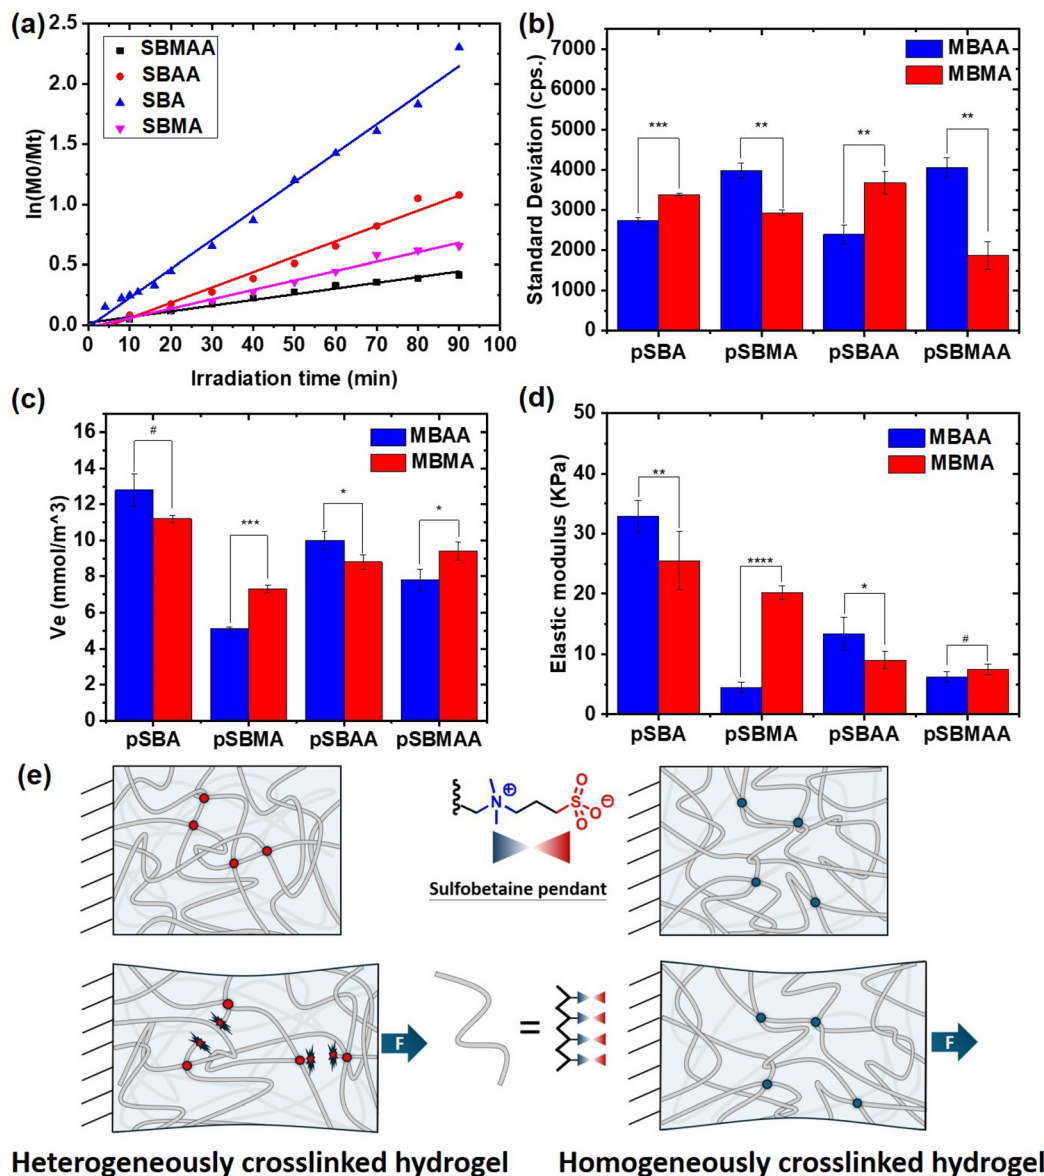 (a)
2.5
2.0
1.5
1.0
0.5
0.0
ln(M0/Mt)
SBMAA
SBAA
SBA
SBMA
0 10 20 30 40 50 60 70 80 90 100
Irradiation time (min)
(b)
7000
6000
5000
4000
3000
2000
1000
0
Standard Deviation (cps.)
MBAA
MBMA
*** ** ** **
pSBA pSBMA pSBAA pSBMAA
(c)
16
14
12
10
8
6
4
2
0
Ve (mmol/m^3)
MBAA
MBMA
# *** * *
pSBA pSBMA pSBAA pSBMAA
(d)
50
40
30
20
10
0
Elastic modulus (KPa)
MBAA
MBMA
** **** * #
pSBA pSBMA pSBAA pSBMAA
(e)
N ⊕ O S O ⊖ O
Sulfobetaine pendant
F
=
F
Heterogeneously crosslinked hydrogel
Homogeneously crosslinked hydrogel